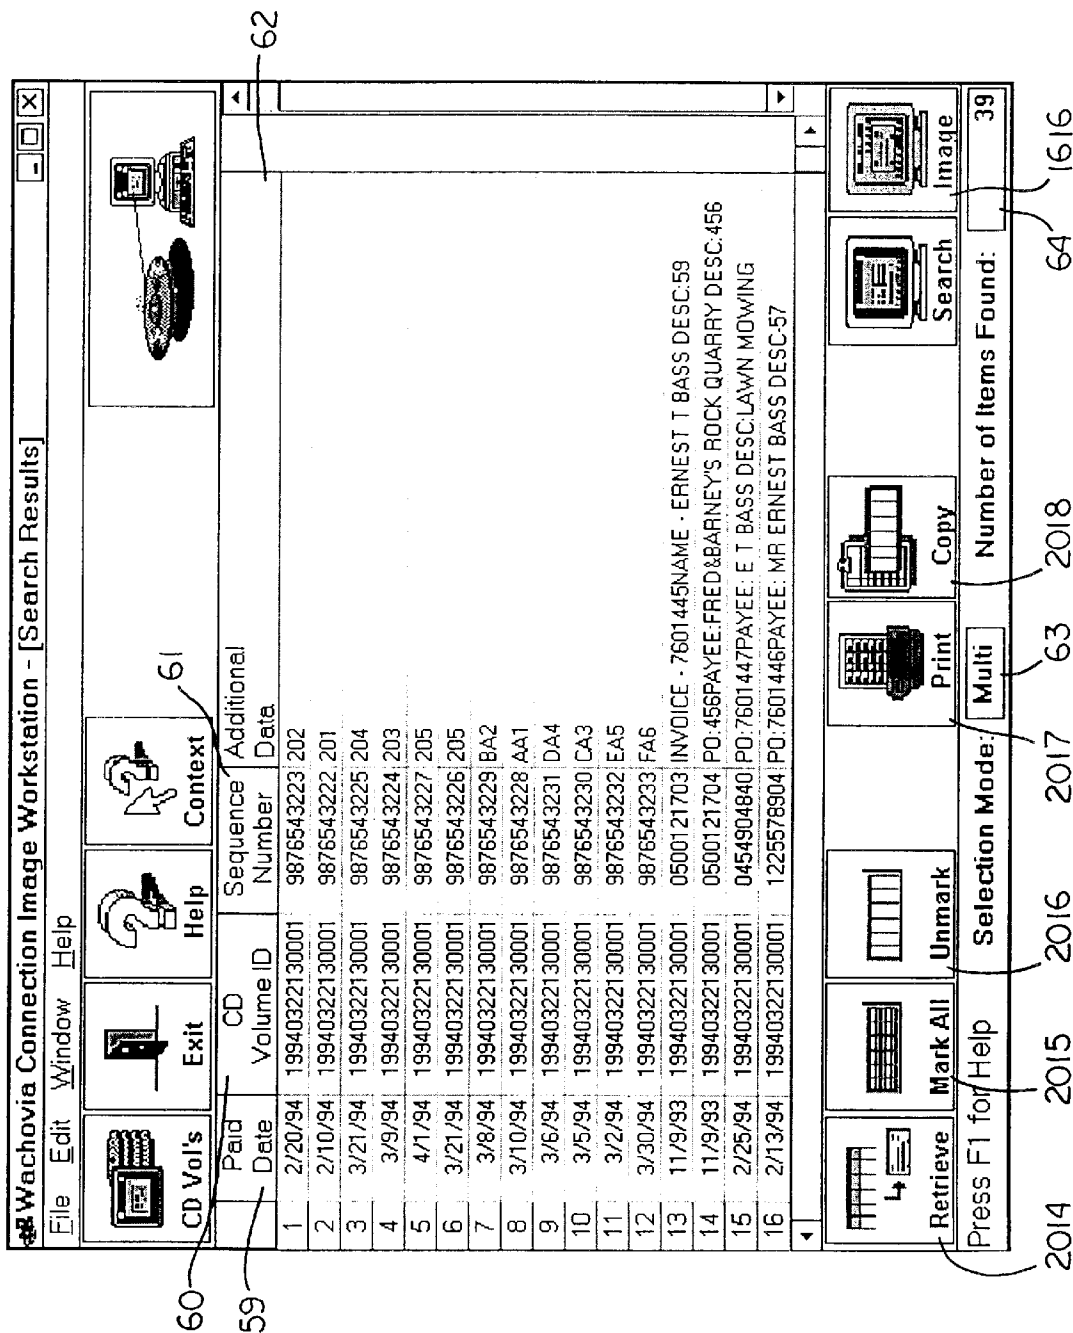 Wachovia Connection Image Workstation - [Search Results]
File Edit Window Help
CD Vol's Exit Help Context
Paid Date CD Volume ID Sequence Number Additional Data
1 2/20/94 19940322130001 9876543223 202
2 2/10/94 19940322130001 9876543222 201
3 3/21/94 19940322130001 9876543225 204
4 3/9/94 19940322130001 9876543224 203
5 4/1/94 19940322130001 9876543227 205
6 3/21/94 19940322130001 9876543226 205
7 3/8/94 19940322130001 9876543229 BA2
8 3/10/94 19940322130001 9876543228 AA1
9 3/6/94 19940322130001 9876543231 DA4
10 3/5/94 19940322130001 9876543230 CA3
11 3/2/94 19940322130001 9876543232 EA5
12 3/30/94 19940322130001 9876543233 FA6
13 11/9/93 19940322130001 0500121703 INVOICE - 7601445NAME - ERNEST T BASS DESC:59
14 11/9/93 19940322130001 0500121704 PO:456PAYEE:FRED&BARNEY'S ROCK QUARRY DESC:456
15 2/25/94 19940322130001 0454904840 PO:7601447PAYEE: E T BASS DESC:LAWN MOWING
16 2/13/94 19940322130001 1225578904 PO:7601446PAYEE: MR ERNEST BASS DESC-57
Retrieve Mark All Unmark Print Copy Search Image
Press F1 for Help Selection Mode: Multi Number of Items Found: 39
60
59
61
62
2014
2015
2016
2017
63
2018
64
1616